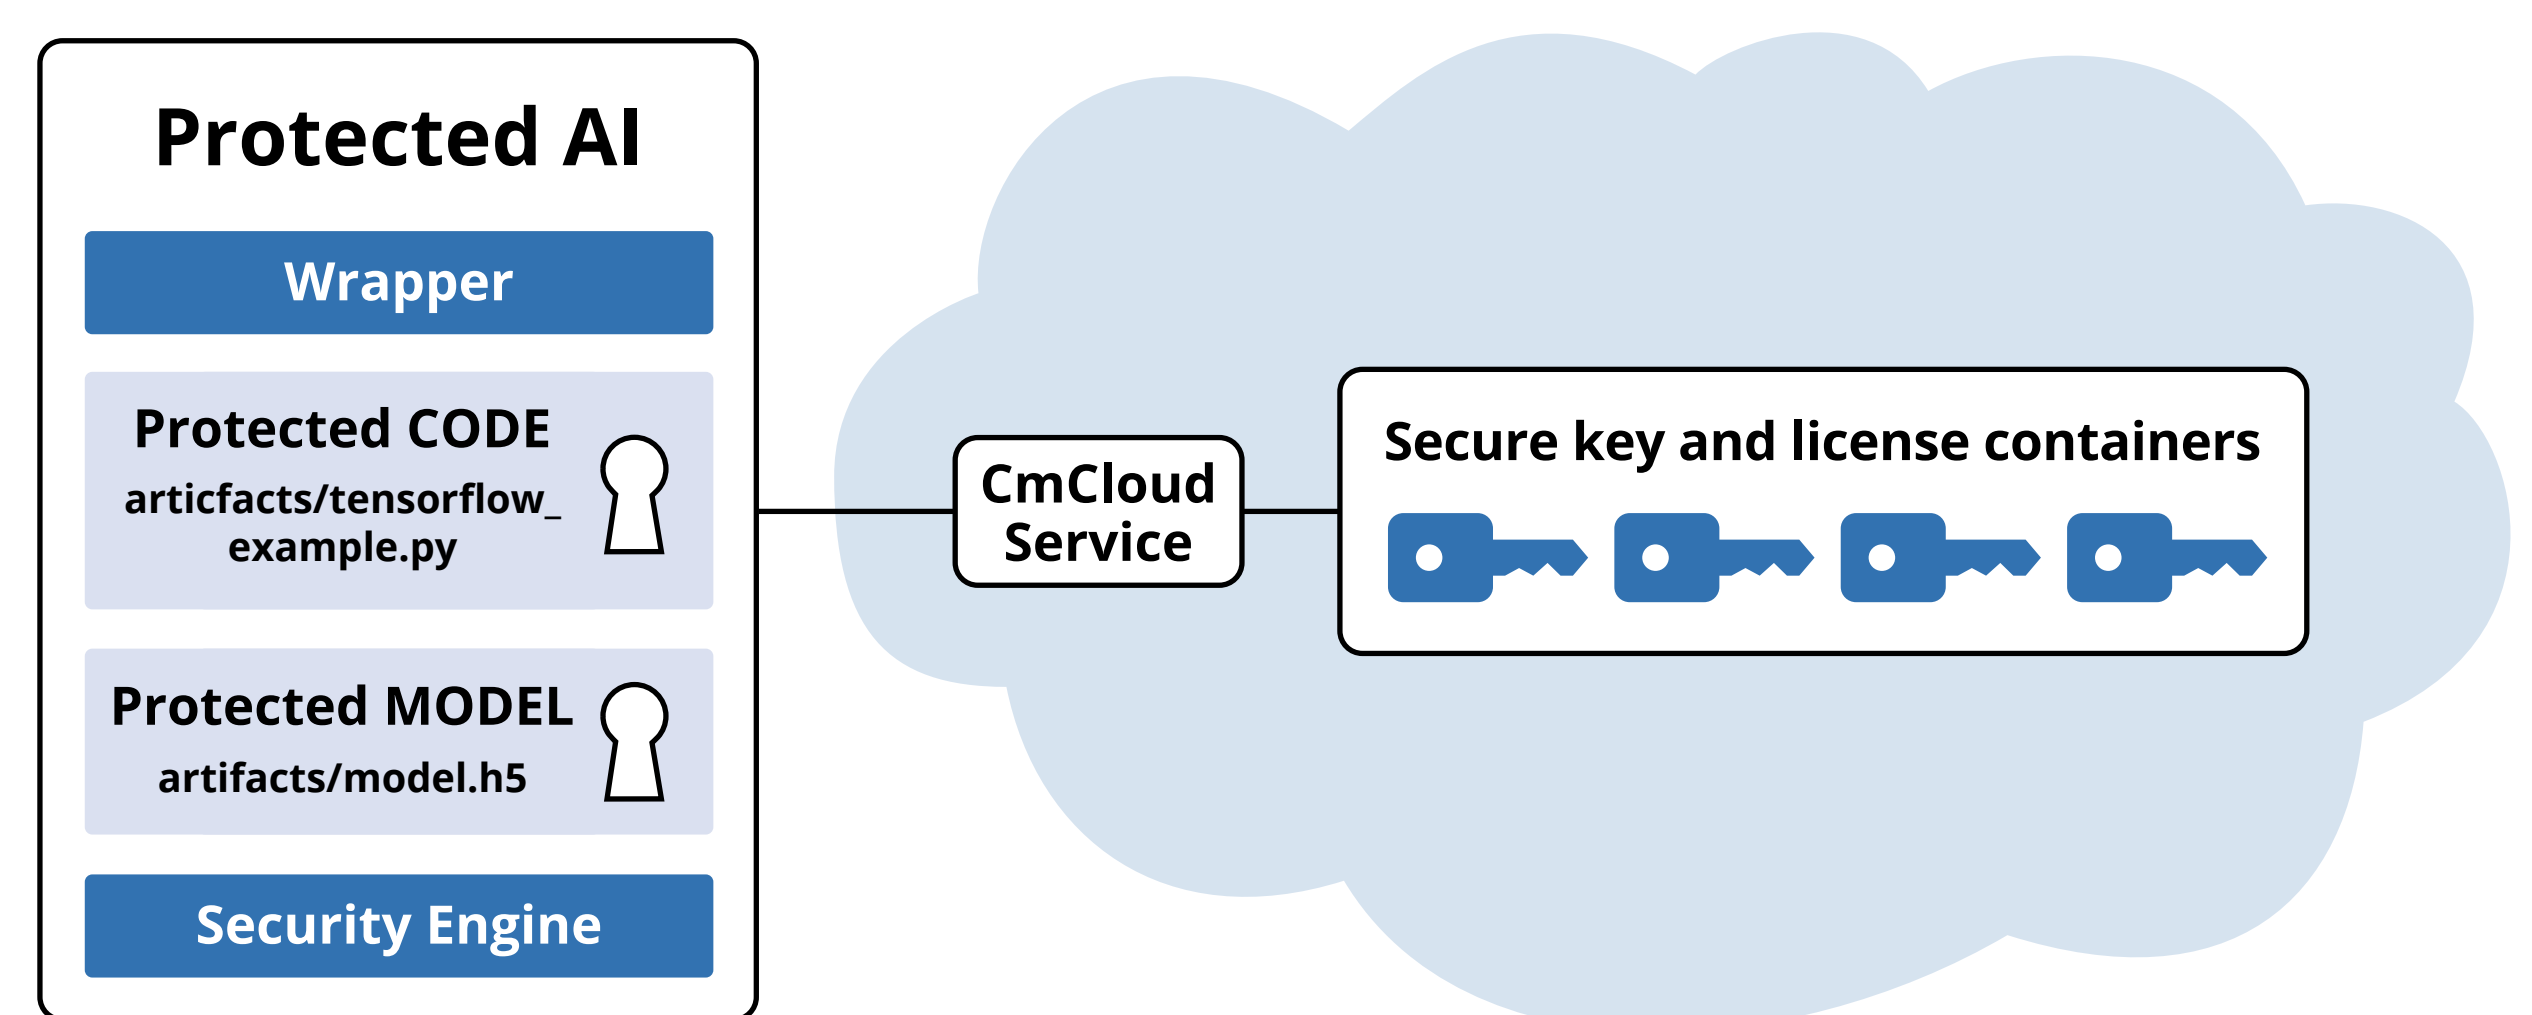 Protected AI
Wrapper
Protected CODE
articfacts/tensorflow_
example.py
Protected MODEL
artifacts/model.h5
Security Engine
CmCloud
Service
Secure key and license containers